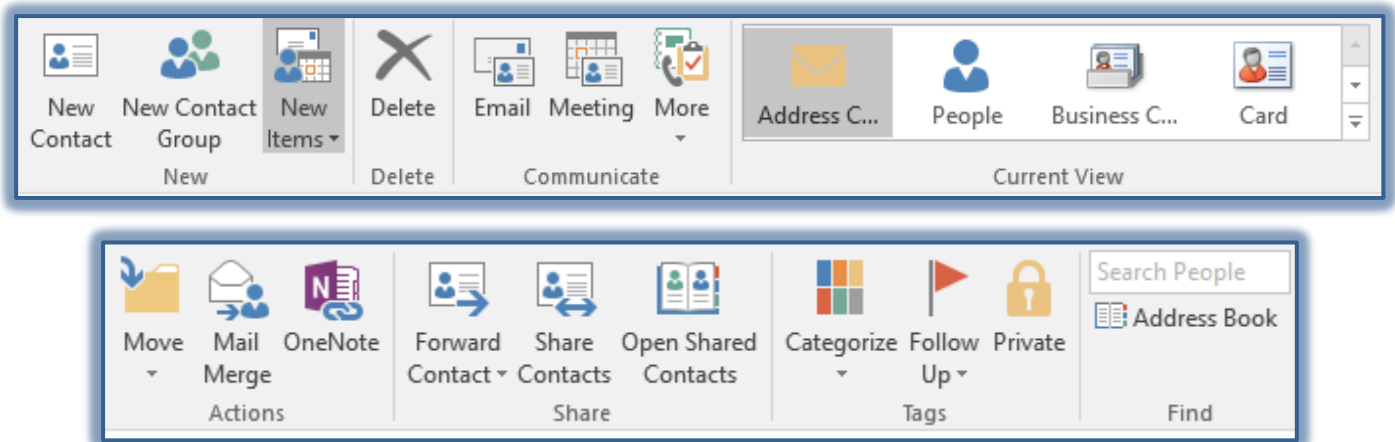 New Contact
New Contact Group
New Items
Delete
Email
Meeting
More
Address C...
People
Business C...
Card
New
Delete
Communicate
Current View
Move
Mail Merge
N
OneNote
Forward Contact
Share Contacts
Open Shared Contacts
Categorize
Follow Up
Private
Search People
Address Book
Actions
Share
Tags
Find